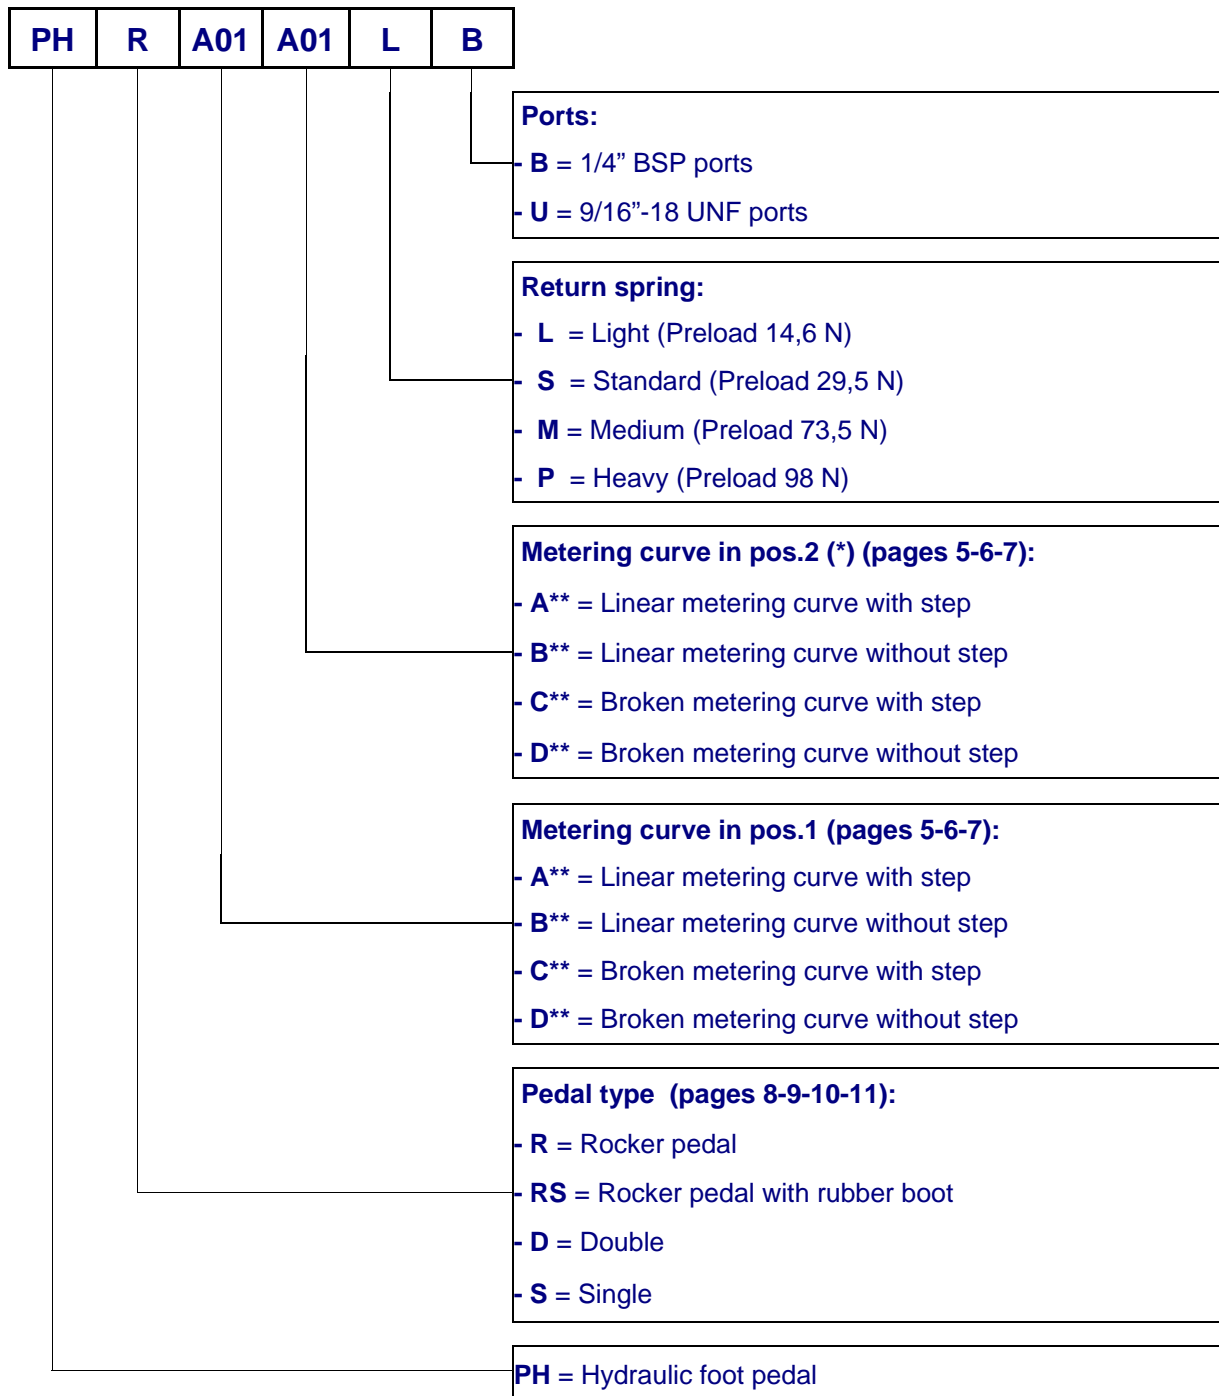 PH R A01 A01 L B
Ports:
- B = 1/4” BSP ports
- U = 9/16”-18 UNF ports
Return spring:
- L = Light (Preload 14,6 N)
- S = Standard (Preload 29,5 N)
- M = Medium (Preload 73,5 N)
- P = Heavy (Preload 98 N)
Metering curve in pos.2 (*) (pages 5-6-7):
- A** = Linear metering curve with step
- B** = Linear metering curve without step
- C** = Broken metering curve with step
- D** = Broken metering curve without step
Metering curve in pos.1 (pages 5-6-7):
- A** = Linear metering curve with step
- B** = Linear metering curve without step
- C** = Broken metering curve with step
- D** = Broken metering curve without step
Pedal type (pages 8-9-10-11):
- R = Rocker pedal
- RS = Rocker pedal with rubber boot
- D = Double
- S = Single
PH = Hydraulic foot pedal